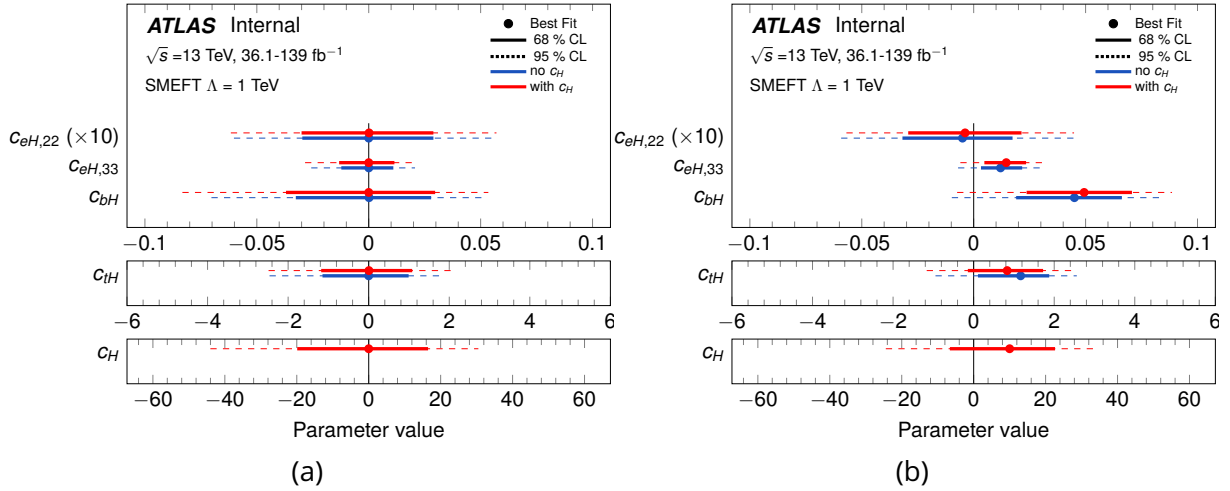 ATLAS Internal
√s =13 TeV, 36.1-139 fb⁻¹
SMEFT Λ = 1 TeV
Best Fit
68 % CL
95 % CL
no c_H
with c_H
c_eH,22 (×10)
c_eH,33
c_bH
−0.1 −0.05 0 0.05 0.1
c_tH
−6 −4 −2 0 2 4 6
c_H
−60 −40 −20 0 20 40 60
Parameter value
(a)
ATLAS Internal
√s =13 TeV, 36.1-139 fb⁻¹
SMEFT Λ = 1 TeV
Best Fit
68 % CL
95 % CL
no c_H
with c_H
c_eH,22 (×10)
c_eH,33
c_bH
−0.1 −0.05 0 0.05 0.1
c_tH
−6 −4 −2 0 2 4 6
c_H
−60 −40 −20 0 20 40 60
Parameter value
(b)